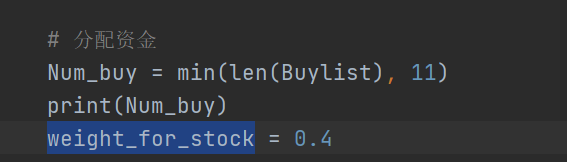 # 分配资金
Num_buy = min(len(Buylist), 11)
print(Num_buy)
weight_for_stock = 0.4